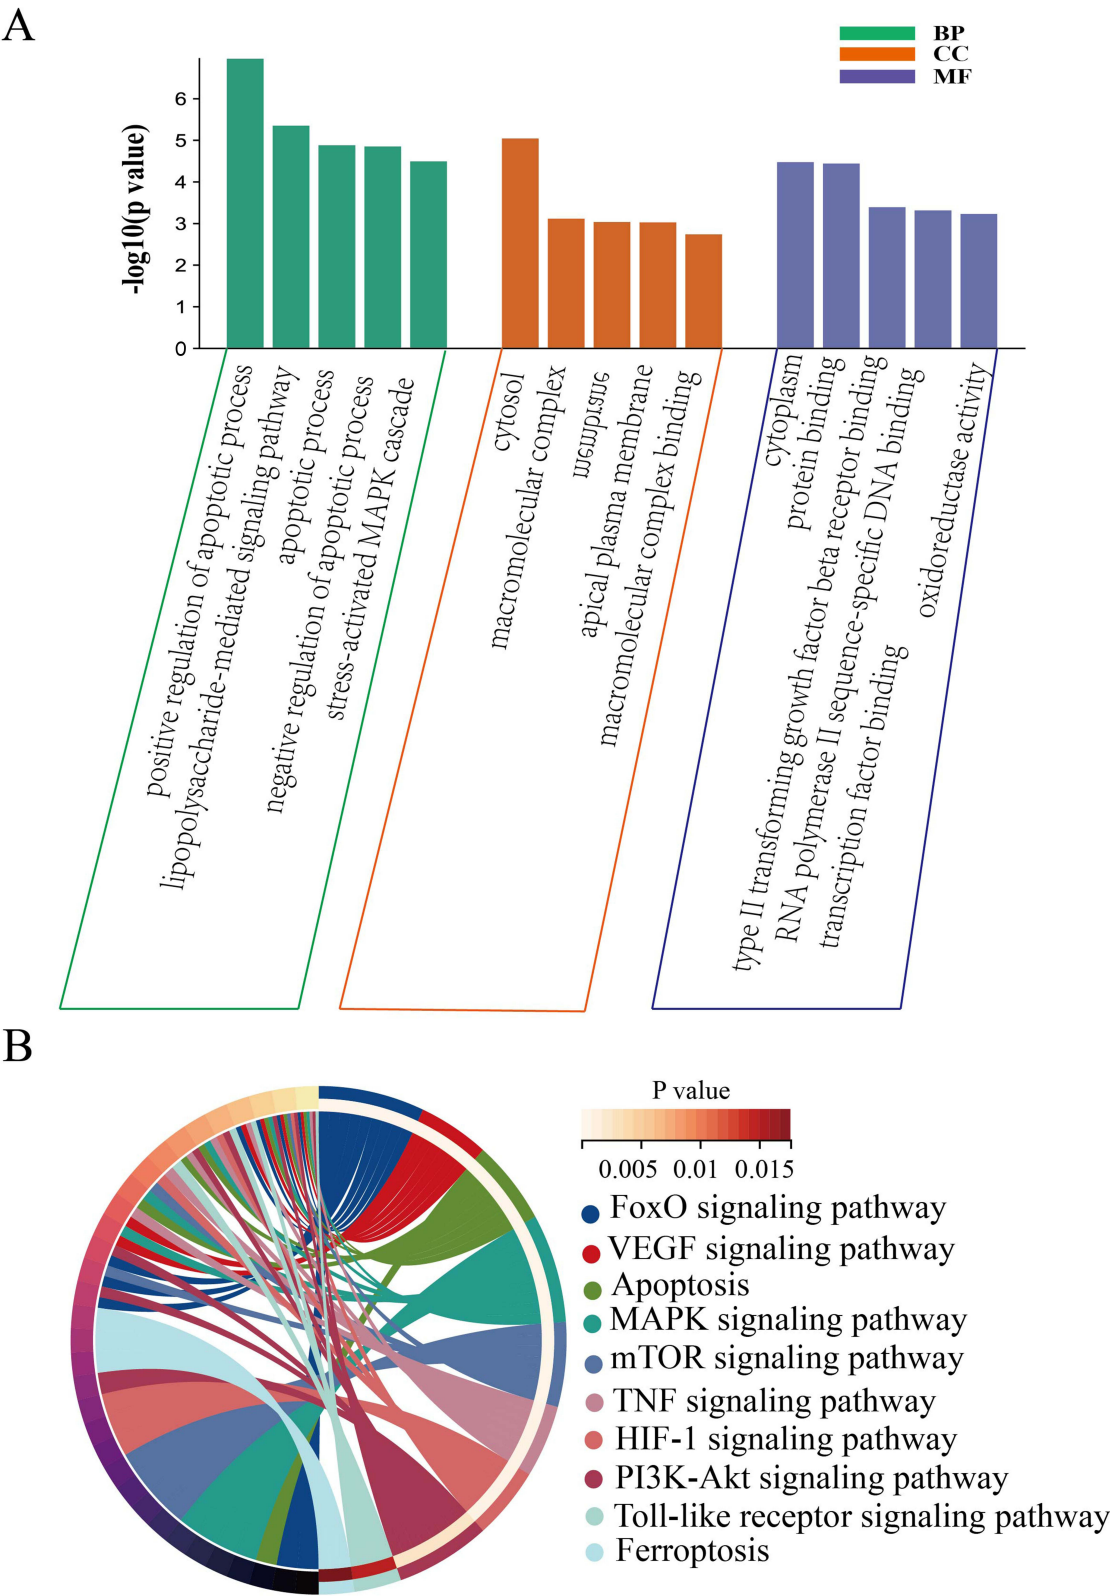 A
BP
CC
MF
-log10(p value)
6
5
4
3
2
1
0
positive regulation of apoptotic process
lipopolysaccharide-mediated signaling pathway
apoptotic process
negative regulation of apoptotic process
stress-activated MAPK cascade
cytosol
macromolecular complex
membrane
apical plasma membrane
macromolecular complex binding
cytoplasm
protein binding
type II transforming growth factor beta receptor binding
RNA polymerase II sequence-specific DNA binding
transcription factor binding
oxidoreductase activity
B
P value
0.005 0.01 0.015
FoxO signaling pathway
VEGF signaling pathway
Apoptosis
MAPK signaling pathway
mTOR signaling pathway
TNF signaling pathway
HIF-1 signaling pathway
PI3K-Akt signaling pathway
Toll-like receptor signaling pathway
Ferroptosis